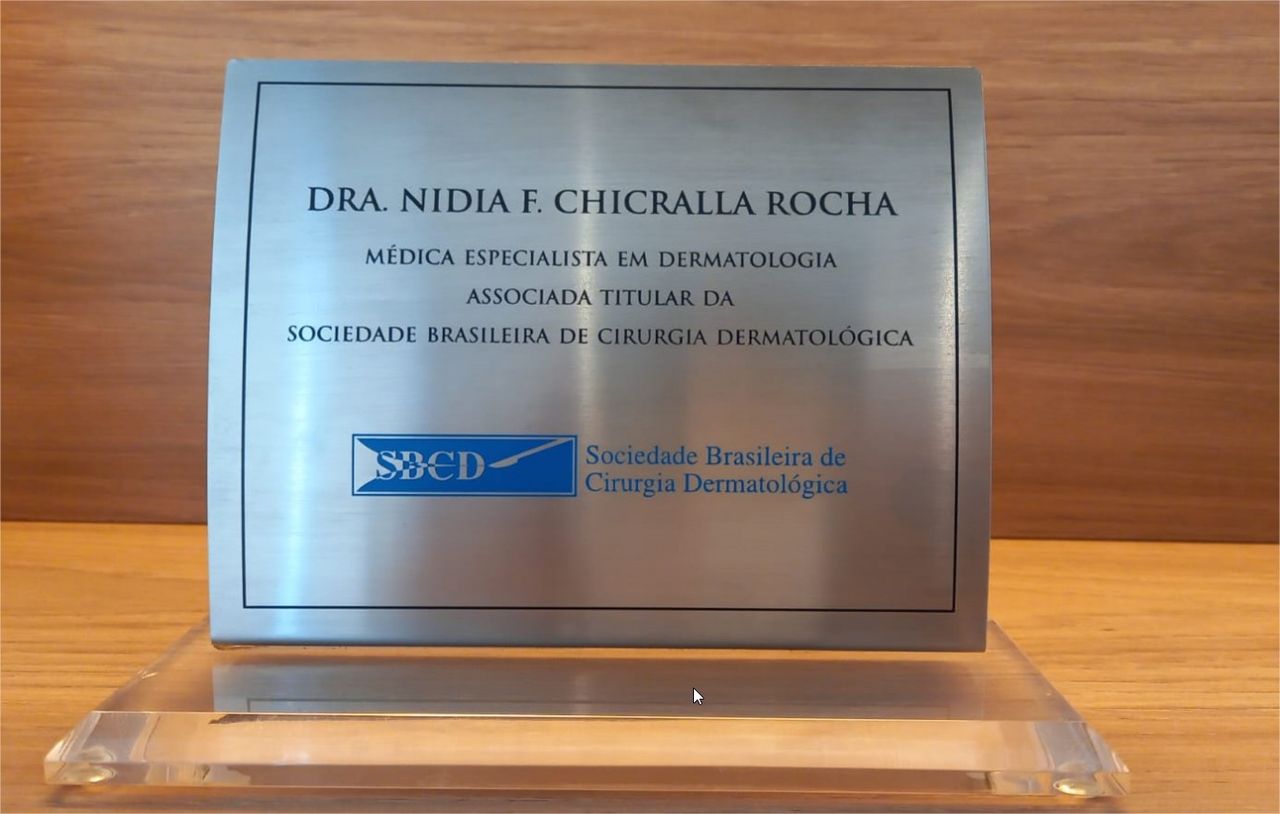 DRA. NIDIA F. CHICRALLA ROCHA
MÉDICA ESPECIALISTA EM DERMATOLOGIA
ASSOCIADA TITULAR DA
SOCIEDADE BRASILEIRA DE CIRURGIA DERMATOLÓGICA
SBCD
Sociedade Brasileira de
Cirurgia Dermatológica